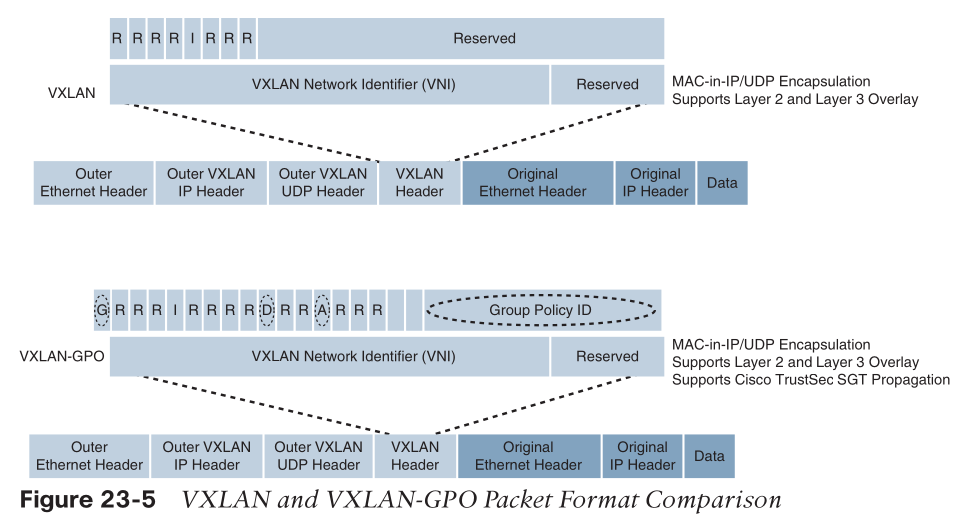 R R R R I R R R Reserved
VXLAN Network Identifier (VNI) Reserved
VXLAN
MAC-in-IP/UDP Encapsulation
Supports Layer 2 and Layer 3 Overlay
Outer Ethernet Header
Outer VXLAN IP Header
Outer VXLAN UDP Header
VXLAN Header
Original Ethernet Header
Original IP Header
Data
G R R R I R R R R D R R A R R R Group Policy ID
VXLAN-GPO
VXLAN Network Identifier (VNI) Reserved
MAC-in-IP/UDP Encapsulation
Supports Layer 2 and Layer 3 Overlay
Supports Cisco TrustSec SGT Propagation
Outer Ethernet Header
Outer VXLAN IP Header
Outer VXLAN UDP Header
VXLAN Header
Original Ethernet Header
Original IP Header
Data
Figure 23-5 VXLAN and VXLAN-GPO Packet Format Comparison